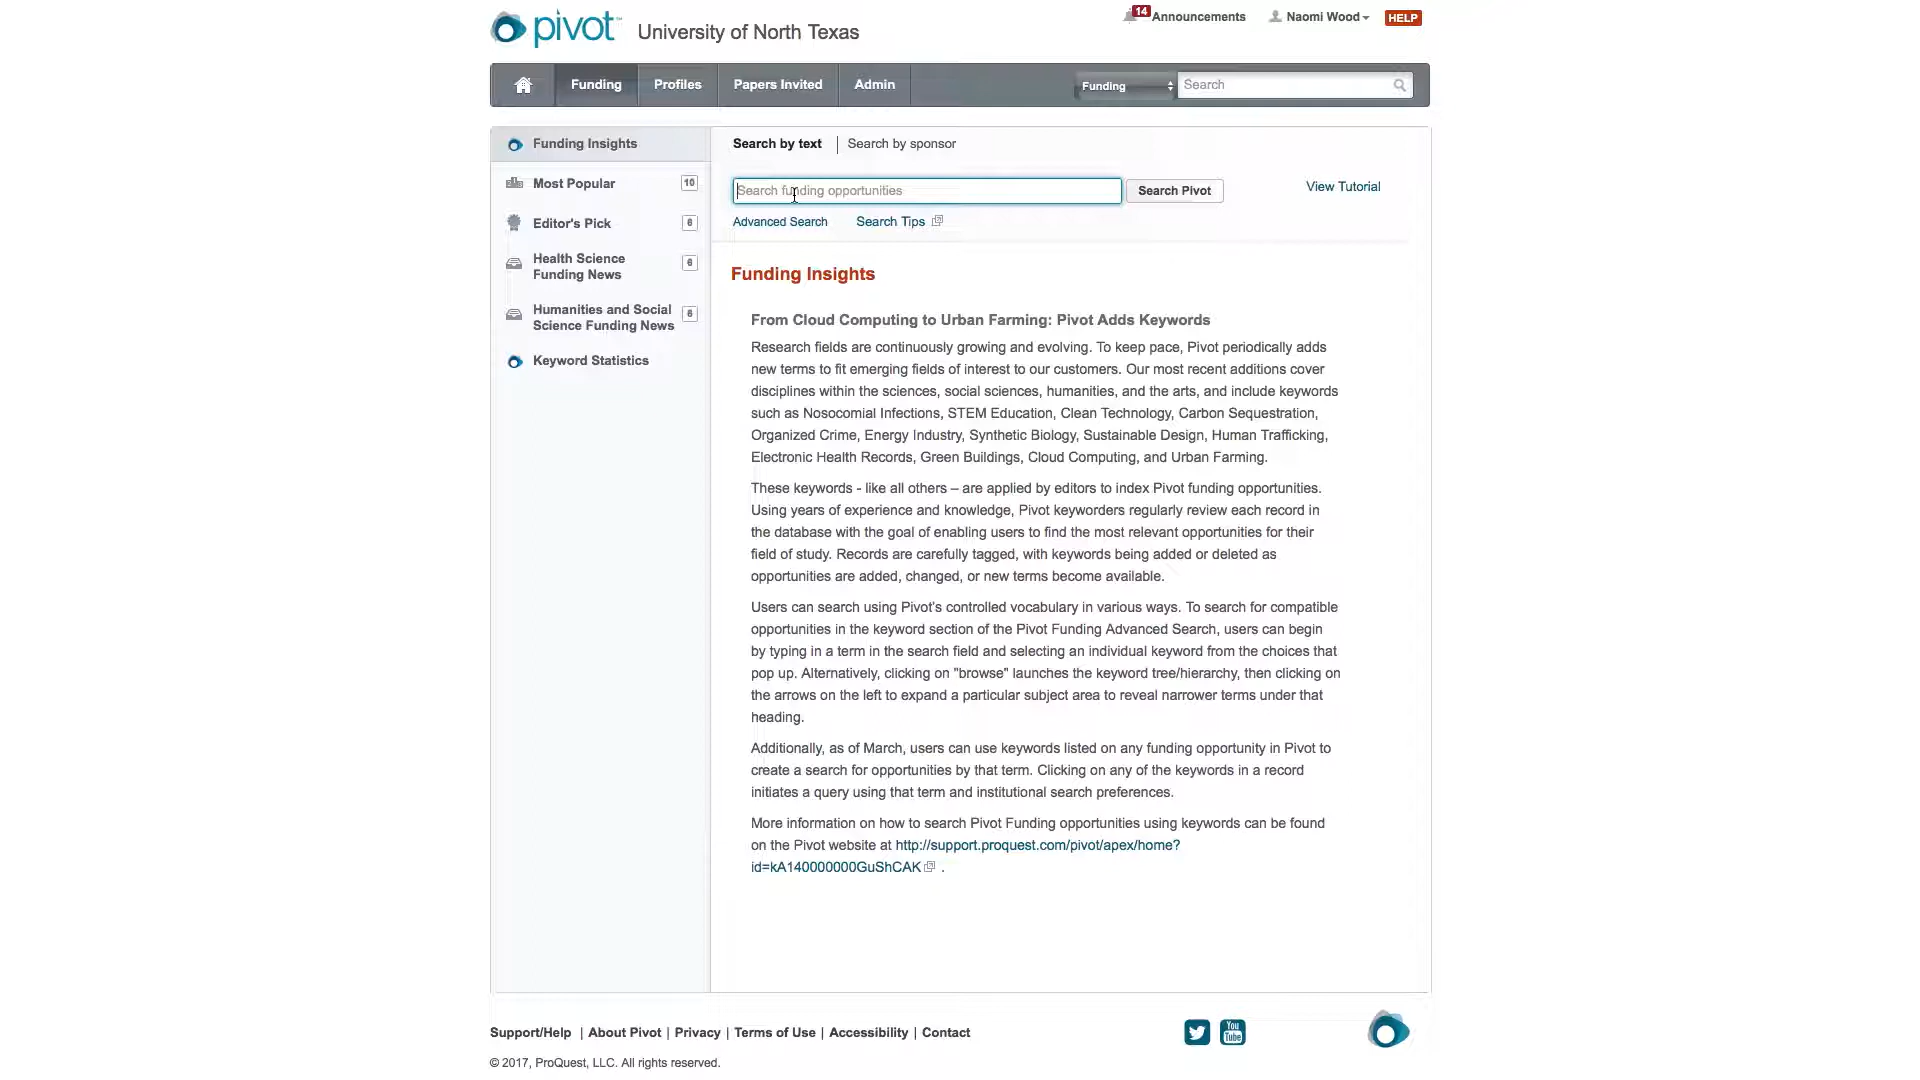 pivot University of North Texas
14 Announcements Naomi Wood HELP
Funding Profiles Papers Invited Admin Funding Search
Funding Insights
Most Popular 10
Editor's Pick 6
Health Science
Funding News 6
Humanities and Social
Science Funding News 6
Keyword Statistics
Search by text | Search by sponsor
Search funding opportunities Search Pivot View Tutorial
Advanced Search Search Tips
Funding Insights
From Cloud Computing to Urban Farming: Pivot Adds Keywords
Research fields are continuously growing and evolving. To keep pace, Pivot periodically adds
new terms to fit emerging fields of interest to our customers. Our most recent additions cover
disciplines within the sciences, social sciences, humanities, and the arts, and include keywords
such as Nosocomial Infections, STEM Education, Clean Technology, Carbon Sequestration,
Organized Crime, Energy Industry, Synthetic Biology, Sustainable Design, Human Trafficking,
Electronic Health Records, Green Buildings, Cloud Computing, and Urban Farming.
These keywords - like all others – are applied by editors to index Pivot funding opportunities.
Using years of experience and knowledge, Pivot keyworders regularly review each record in
the database with the goal of enabling users to find the most relevant opportunities for their
field of study. Records are carefully tagged, with keywords being added or deleted as
opportunities are added, changed, or new terms become available.
Users can search using Pivot's controlled vocabulary in various ways. To search for compatible
opportunities in the keyword section of the Pivot Funding Advanced Search, users can begin
by typing in a term in the search field and selecting an individual keyword from the choices that
pop up. Alternatively, clicking on "browse" launches the keyword tree/hierarchy, then clicking on
the arrows on the left to expand a particular subject area to reveal narrower terms under that
heading.
Additionally, as of March, users can use keywords listed on any funding opportunity in Pivot to
create a search for opportunities by that term. Clicking on any of the keywords in a record
initiates a query using that term and institutional search preferences.
More information on how to search Pivot Funding opportunities using keywords can be found
on the Pivot website at http://support.proquest.com/pivot/apex/home?
id=kA140000000GuShCAK .
Support/Help | About Pivot | Privacy | Terms of Use | Accessibility | Contact
You Tube
© 2017, ProQuest, LLC. All rights reserved.